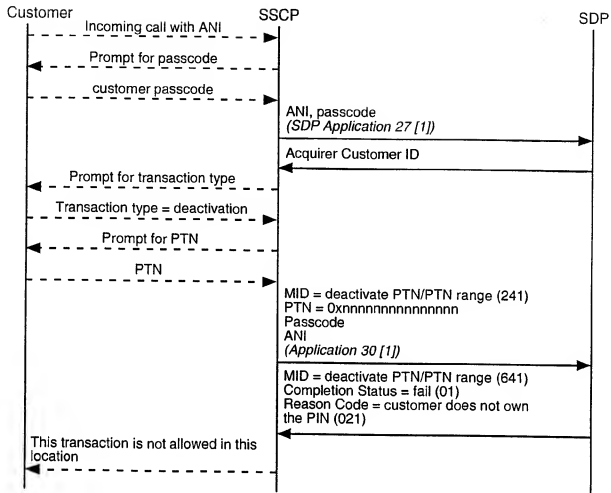 Customer
SSCP
SDP
Incoming call with ANI
Prompt for passcode
customer passcode
ANI, passcode
(SDP Application 27 [1])
Acquirer Customer ID
Prompt for transaction type
Transaction type = deactivation
Prompt for PTN
PTN
MID = deactivate PTN/PTN range (241)
PTN = 0xnnnnnnnnnnnnnnn
Passcode
ANI
(Application 30 [1])
MID = deactivate PTN/PTN range (641)
Completion Status = fail (01)
Reason Code = customer does not own
the PIN (021)
This transaction is not allowed in this
location